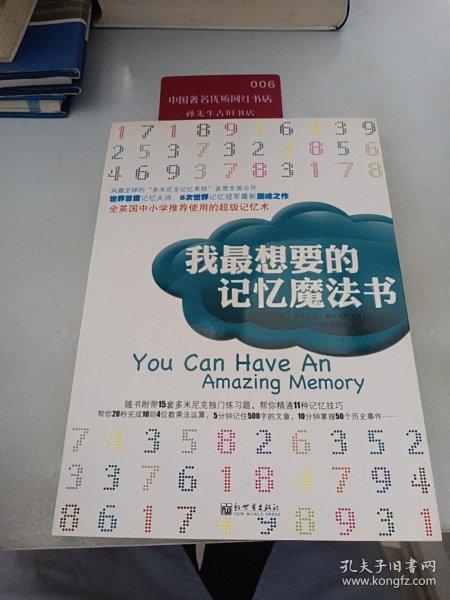 006
中国著名优质网红书店
孙先生古旧书店
1 7 1 8 9 4 6 4 3 9
2 5 3 7 3 2 4 8 5 6
4 6 9 3 7 8 3 1 7 8
风靡全球的“多米尼克记忆系统”首度全面公开
世界首席记忆大师、8次世界记忆冠军最新巅峰之作
全英国中小学推荐使用的超级记忆术
我最想要的
记忆魔法书
You Can Have An
Amazing Memory
随书附带15套多米尼克独门练习题，帮你精通11种记忆技巧
帮你20秒完成10则4位数乘法运算，5分钟记住500字的文章，10分钟掌握50个历史事件……
7 4 3 5 8 2 6 3 5 2
3 3 7 6 1 8 4 7 9 4
8 6 1 7 4 9 8 9 3 1
新世界出版社
NEW WORLD PRESS
孔夫子旧书网
www.kongfz.com